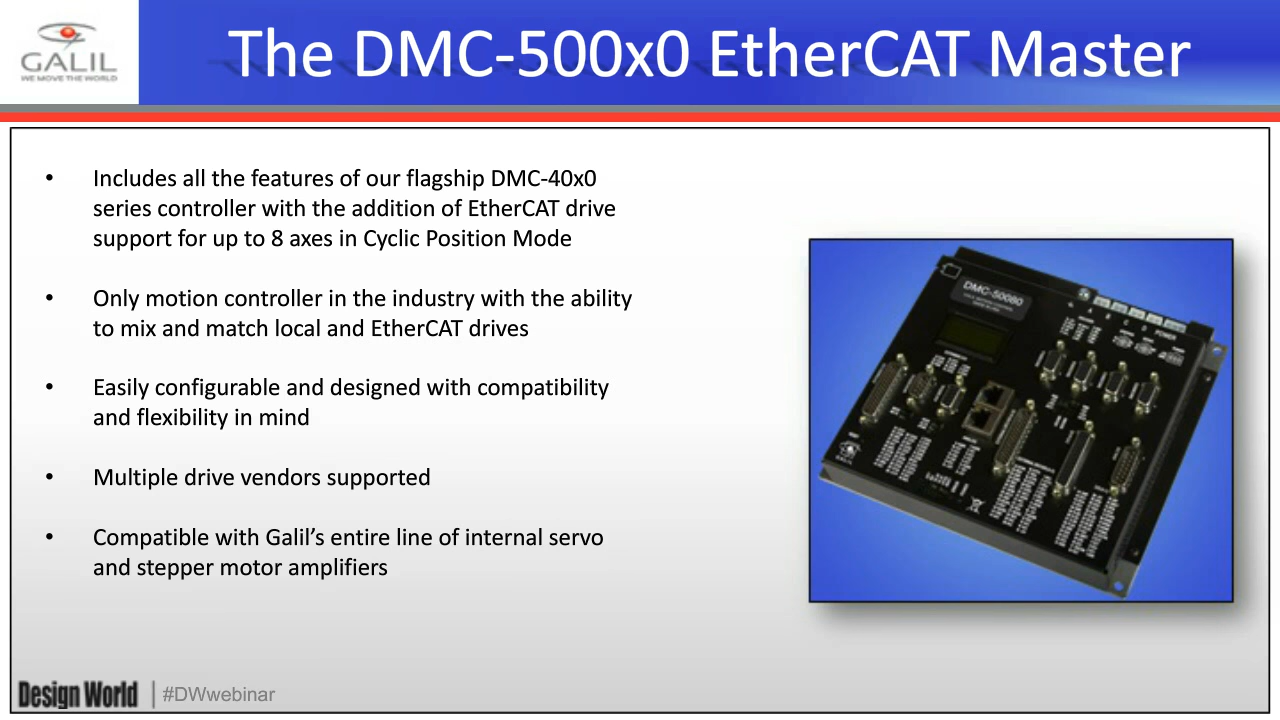 GALIL
WE MOVE THE WORLD
The DMC-500x0 EtherCAT Master
• Includes all the features of our flagship DMC-40x0
series controller with the addition of EtherCAT drive
support for up to 8 axes in Cyclic Position Mode
• Only motion controller in the industry with the ability
to mix and match local and EtherCAT drives
• Easily configurable and designed with compatibility
and flexibility in mind
• Multiple drive vendors supported
• Compatible with Galil’s entire line of internal servo
and stepper motor amplifiers
DMC-50080
A
B
C
D
POWER
GALIL
Design World
#DWwebinar